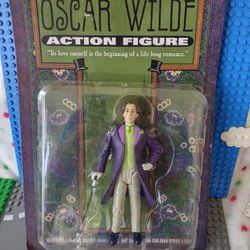 OSCAR WILDE
ACTION FIGURE
"To love oneself is the beginning of a life-long romance."